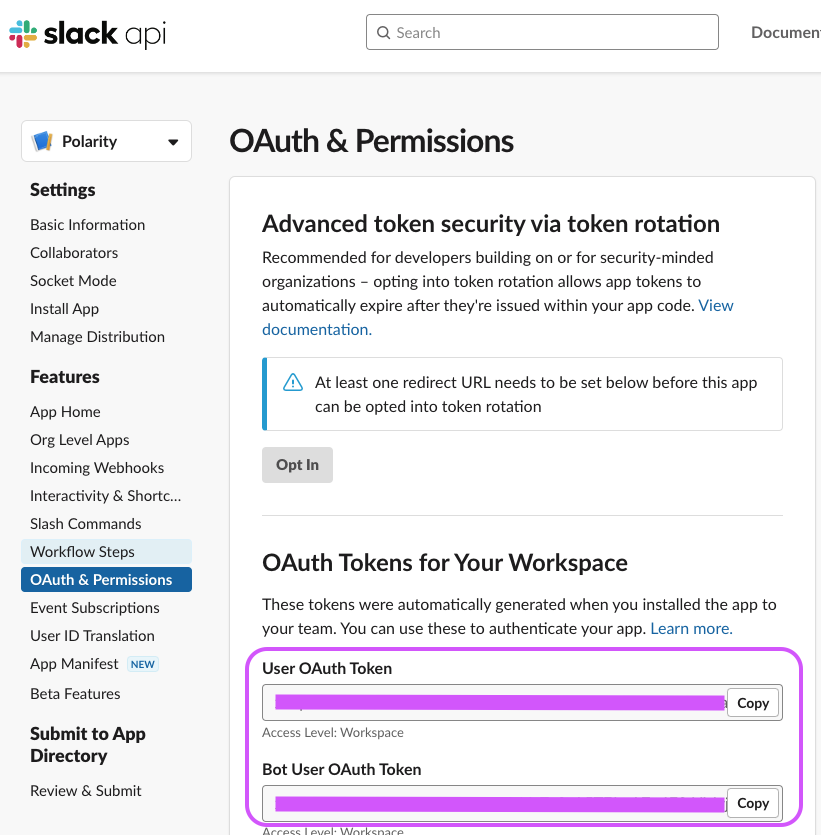 slack api
Search
Documen
Polarity
Settings
Basic Information
Collaborators
Socket Mode
Install App
Manage Distribution
Features
App Home
Org Level Apps
Incoming Webhooks
Interactivity & Shortc...
Slash Commands
Workflow Steps
OAuth & Permissions
Event Subscriptions
User ID Translation
App Manifest NEW
Beta Features
Submit to App
Directory
Review & Submit
OAuth & Permissions
Advanced token security via token rotation
Recommended for developers building on or for security-minded
organizations – opting into token rotation allows app tokens to
automatically expire after they're issued within your app code. View
documentation.
At least one redirect URL needs to be set below before this app
can be opted into token rotation
Opt In
OAuth Tokens for Your Workspace
These tokens were automatically generated when you installed the app to
your team. You can use these to authenticate your app. Learn more.
User OAuth Token
Copy
Access Level: Workspace
Bot User OAuth Token
Copy
Access Level: Workspace